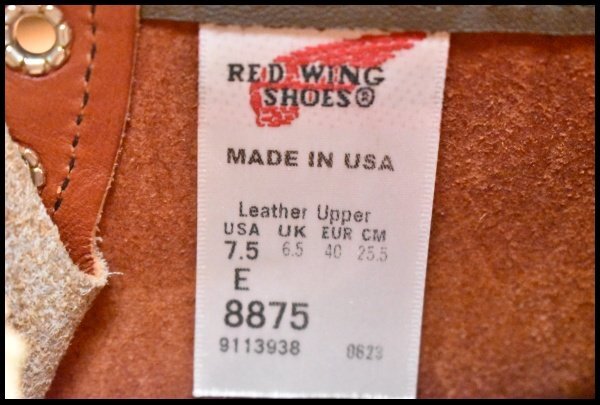 RED WING
SHOES®
MADE IN USA
Leather Upper
USA UK EUR CM
7.5 6.5 40 25.5
E
8875
9113938 0623